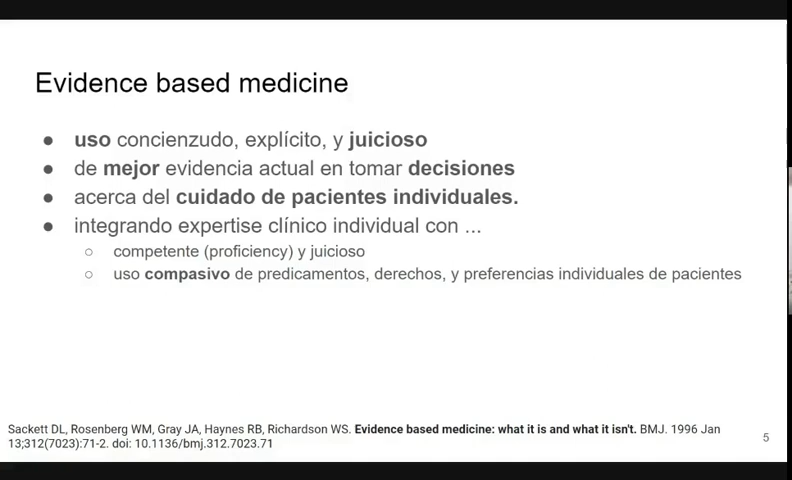 Evidence based medicine
● uso concienzudo, explícito, y juicioso
● de mejor evidencia actual en tomar decisiones
● acerca del cuidado de pacientes individuales.
● integrando expertise clínico individual con ...
○ competente (proficiency) y juicioso
○ uso compasivo de predicamentos, derechos, y preferencias individuales de pacientes
Sackett DL, Rosenberg WM, Gray JA, Haynes RB, Richardson WS. Evidence based medicine: what it is and what it isn't. BMJ. 1996 Jan
13;312(7023):71-2. doi: 10.1136/bmj.312.7023.71
5